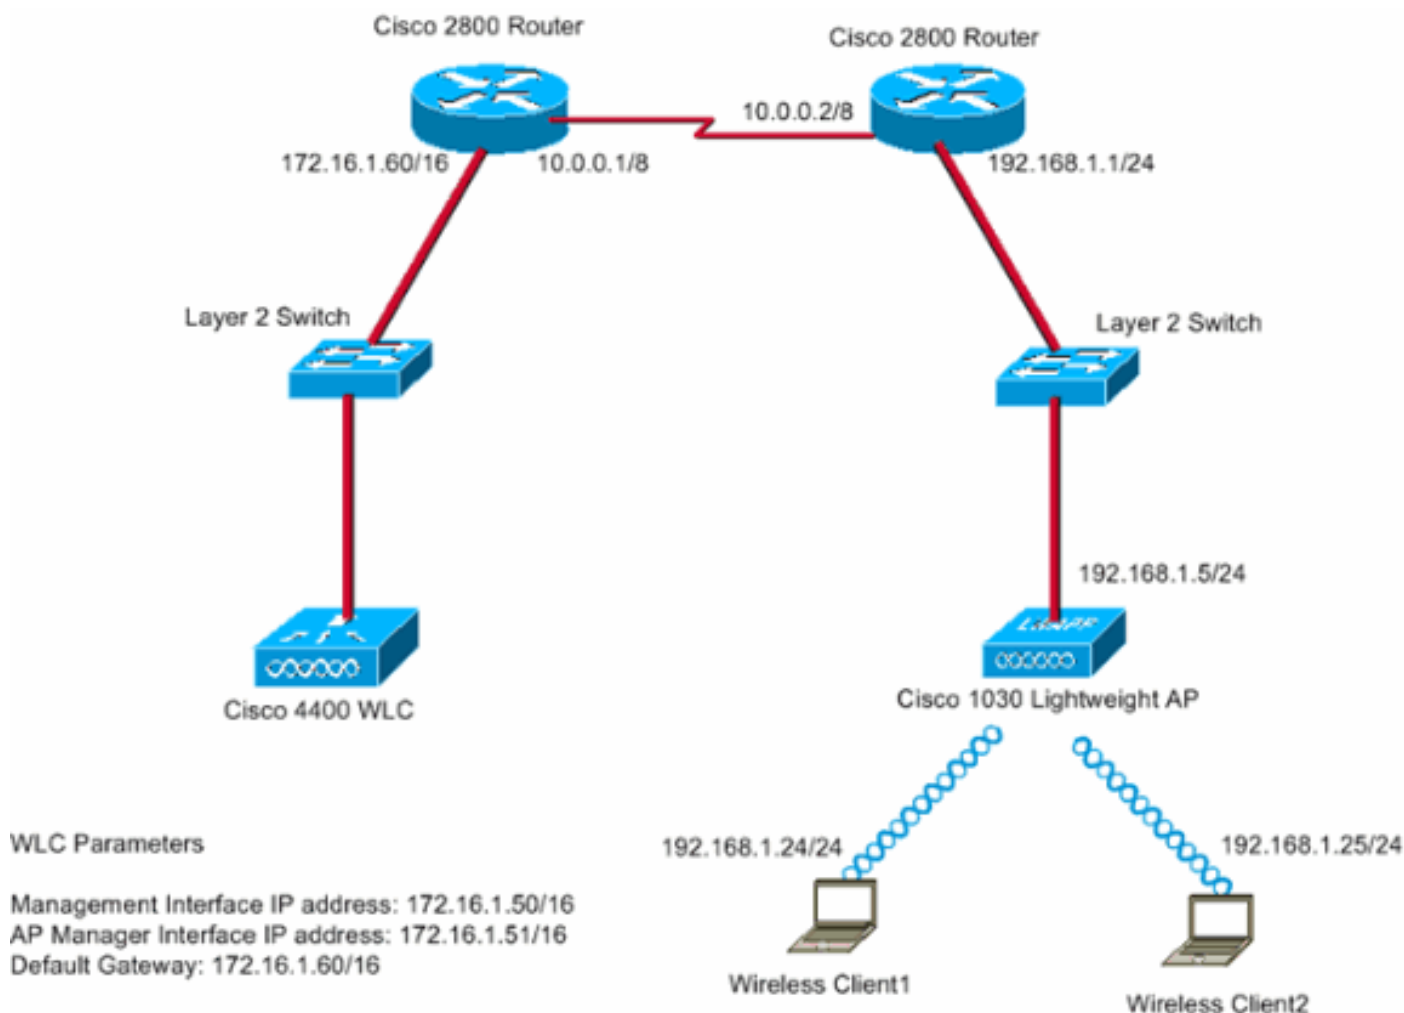 Cisco 2800 Router
Cisco 2800 Router
10.0.0.2/8
172.16.1.60/16
10.0.0.1/8
192.168.1.1/24
Layer 2 Switch
Layer 2 Switch
192.168.1.5/24
LWAPP
Cisco 1030 Lightweight AP
Cisco 4400 WLC
WLC Parameters
192.168.1.24/24
192.168.1.25/24
Management Interface IP address: 172.16.1.50/16
AP Manager Interface IP address: 172.16.1.51/16
Default Gateway: 172.16.1.60/16
Wireless Client1
Wireless Client2